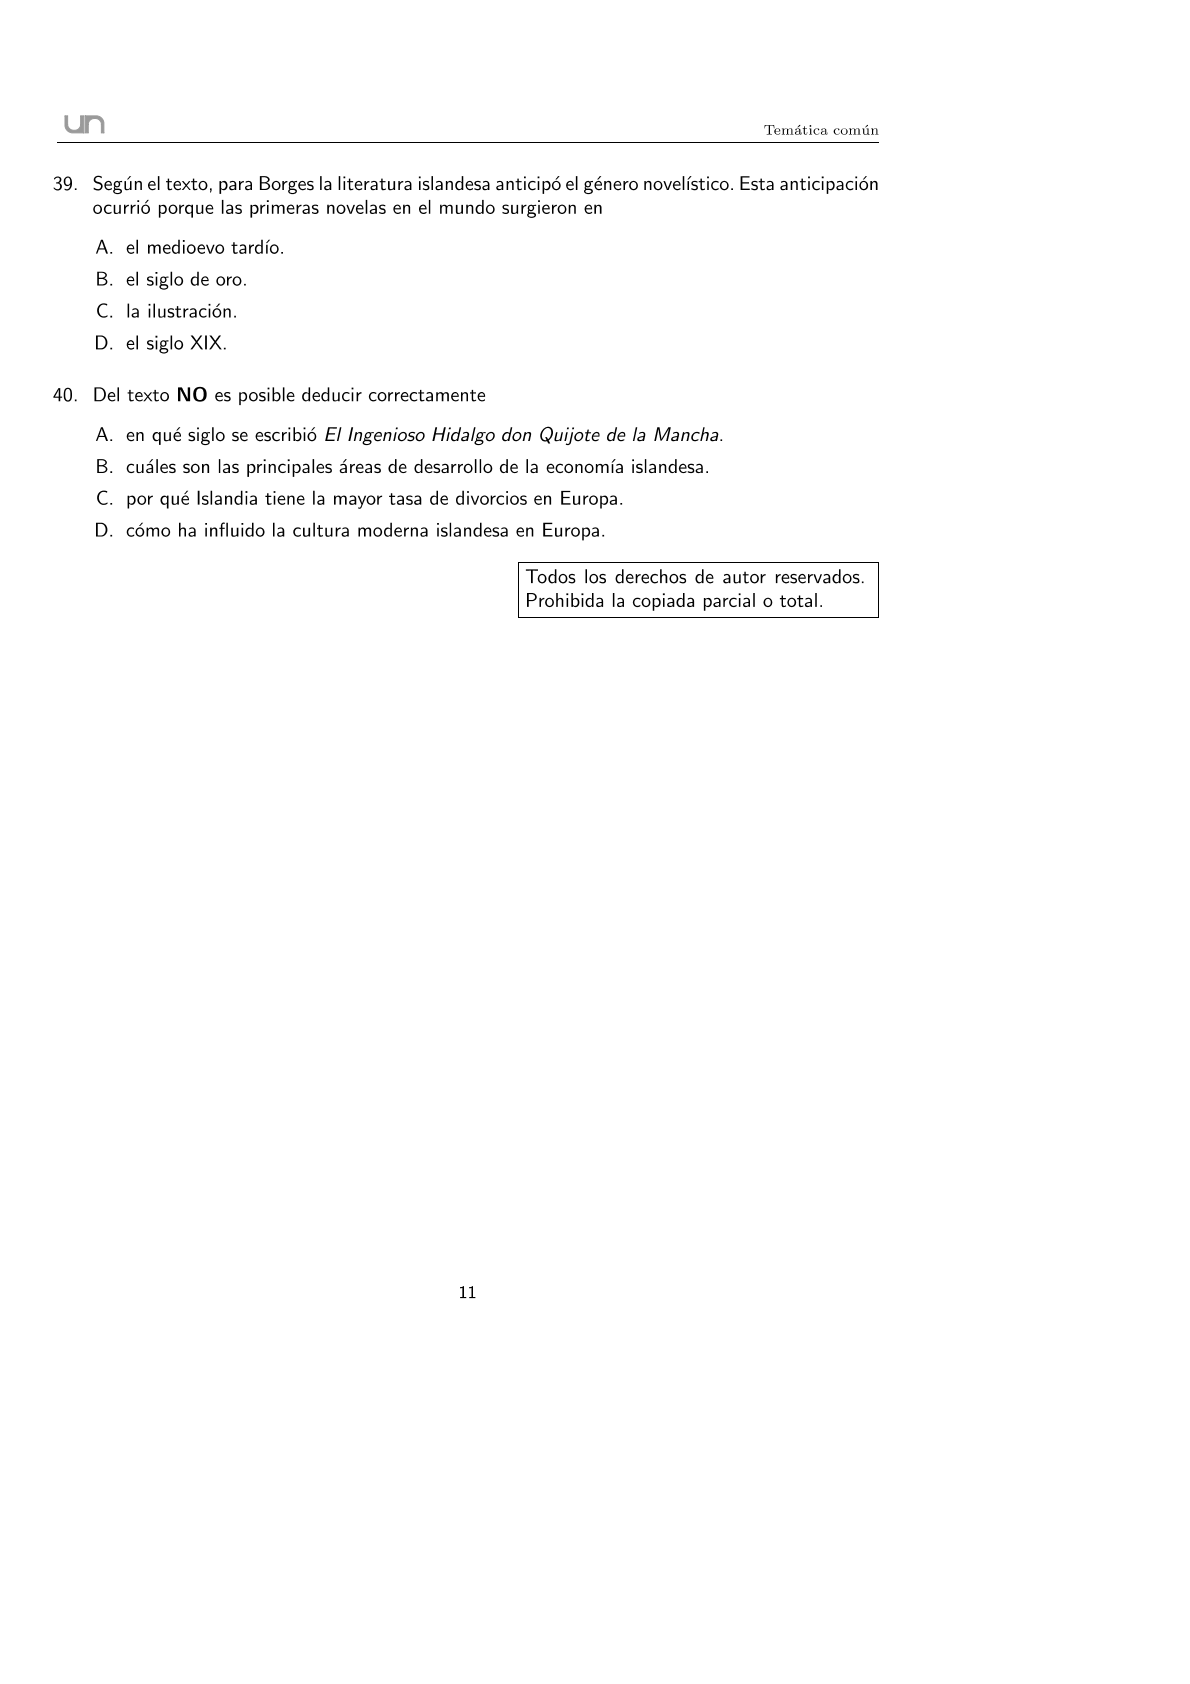 un
Temática común
39. Según el texto, para Borges la literatura islandesa anticipó el género novelístico. Esta anticipación
ocurrió porque las primeras novelas en el mundo surgieron en
A. el medioevo tardío.
B. el siglo de oro.
C. la ilustración.
D. el siglo XIX.
40. Del texto NO es posible deducir correctamente
A. en qué siglo se escribió El Ingenioso Hidalgo don Quijote de la Mancha.
B. cuáles son las principales áreas de desarrollo de la economía islandesa.
C. por qué Islandia tiene la mayor tasa de divorcios en Europa.
D. cómo ha influido la cultura moderna islandesa en Europa.
Todos los derechos de autor reservados.
Prohibida la copiada parcial o total.
11